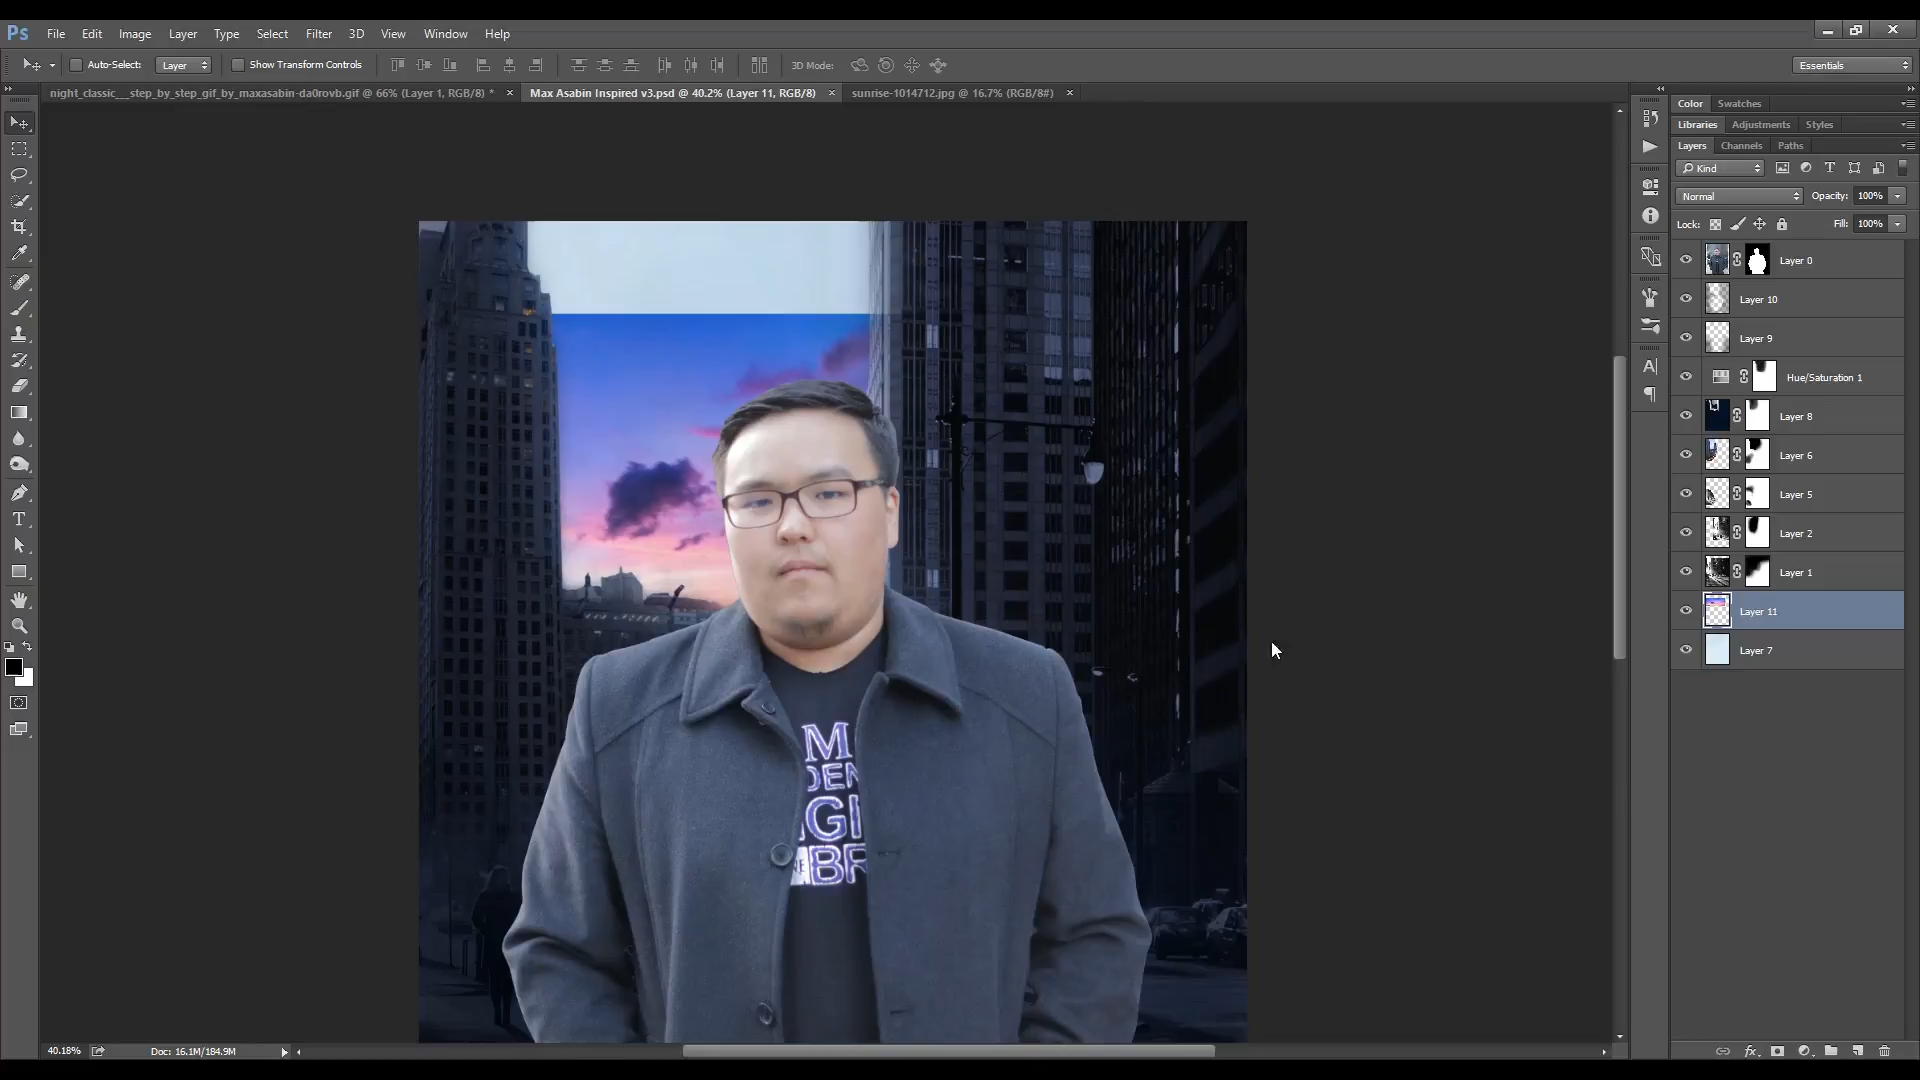 Ps File Edit Image Layer Type Select Filter 3D View Window Help
Auto-Select: Layer Show Transform Controls 3D Mode: Essentials
night_classic___step_by_step_gif_by_maxasabin-da0rovb.gif @ 66% (Layer 1, RGB/8) * × Max Asabin Inspired v3.psd @ 40.2% (Layer 11, RGB/8) × sunrise-1014712.jpg @ 16.7% (RGB/8#) ×
Color Swatches
Libraries Adjustments Styles
Layers Channels Paths
Kind
Normal Opacity: 100%
Lock: Fill: 100%
Layer 0
Layer 10
Layer 9
Hue/Saturation 1
Layer 8
Layer 6
Layer 5
Layer 2
Layer 1
Layer 11
Layer 7
M
DEN
GI
BR
40.18% Doc: 16.1M/184.9M